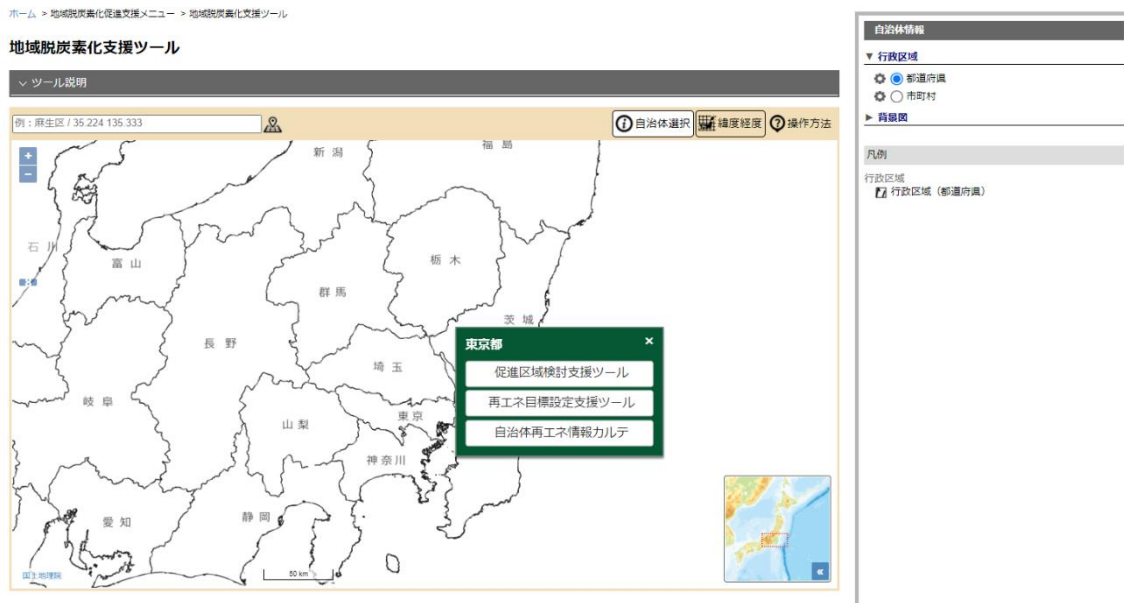 ホーム > 地域脱炭素化促進支援メニュー > 地域脱炭素化支援ツール
地域脱炭素化支援ツール
ツール説明
例：麻生区 / 35.224 135.333
自治体選択
緯度経度
操作方法
+
−
新潟
福島
石川
富山
栃木
群馬
茨城
長野
埼玉
岐阜
山梨
東京
神奈川
愛知
静岡
東京都 ×
促進区域検討支援ツール
再エネ目標設定支援ツール
自治体再エネ情報カルテ
国土地理院
50 km
«
自治体情報
▼ 行政区域
都道府県
市町村
► 背景図
凡例
行政区域
行政区域（都道府県）